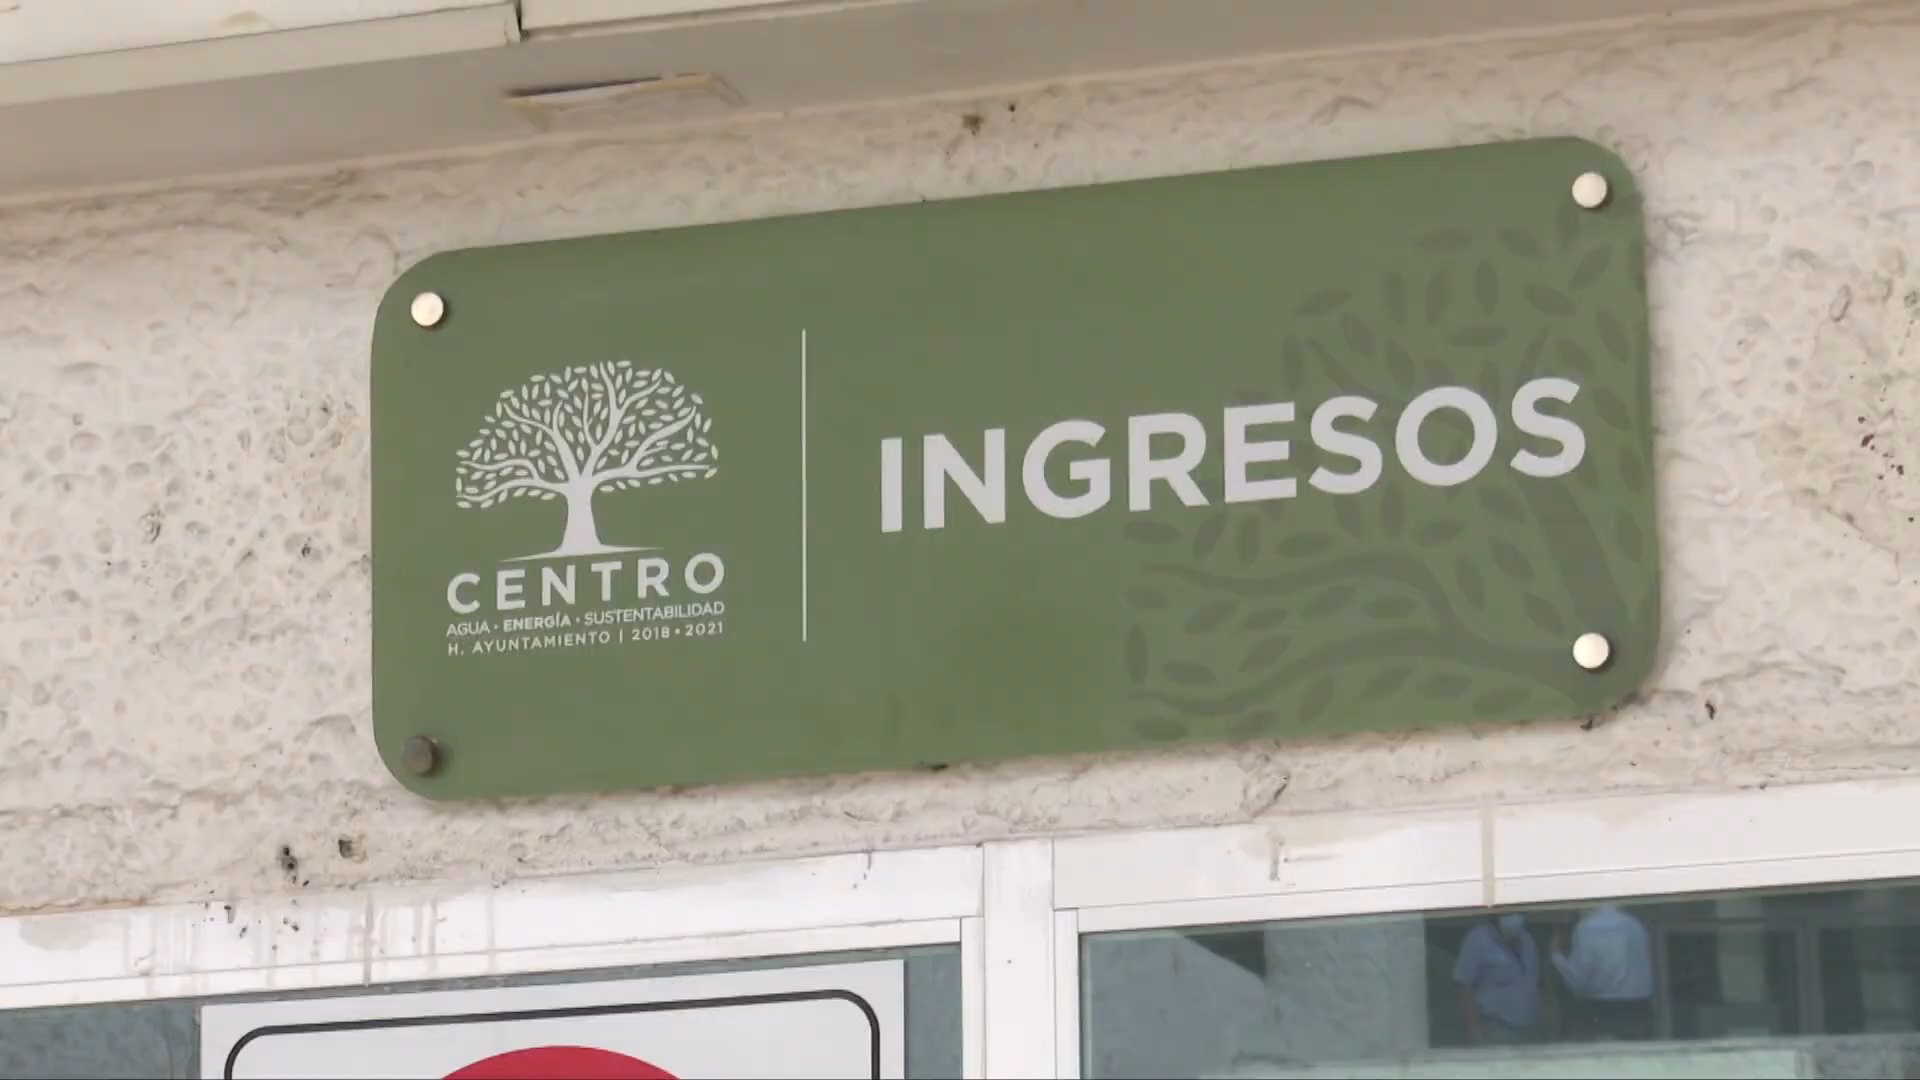 CENTRO
AGUA • ENERGÍA • SUSTENTABILIDAD
H. AYUNTAMIENTO | 2018 • 2021
INGRESOS